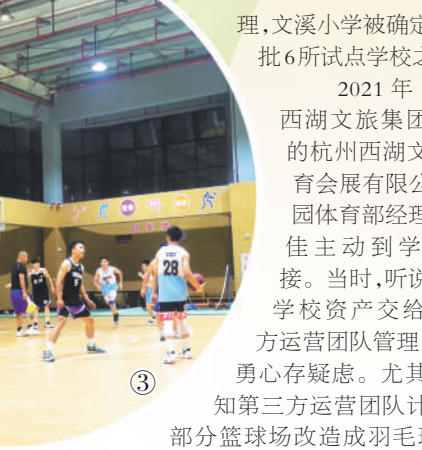 理,文溪小学被确定
批6所试点学校之
2021 年
西湖文旅集团
的杭州西湖文
育会展有限公
园体育部经理
佳主动到学
接。当时,听说
学校资产交给
方运营团队管理
勇心存疑虑。尤其
知第三方运营团队计
部分篮球场改造成羽毛球
28
③